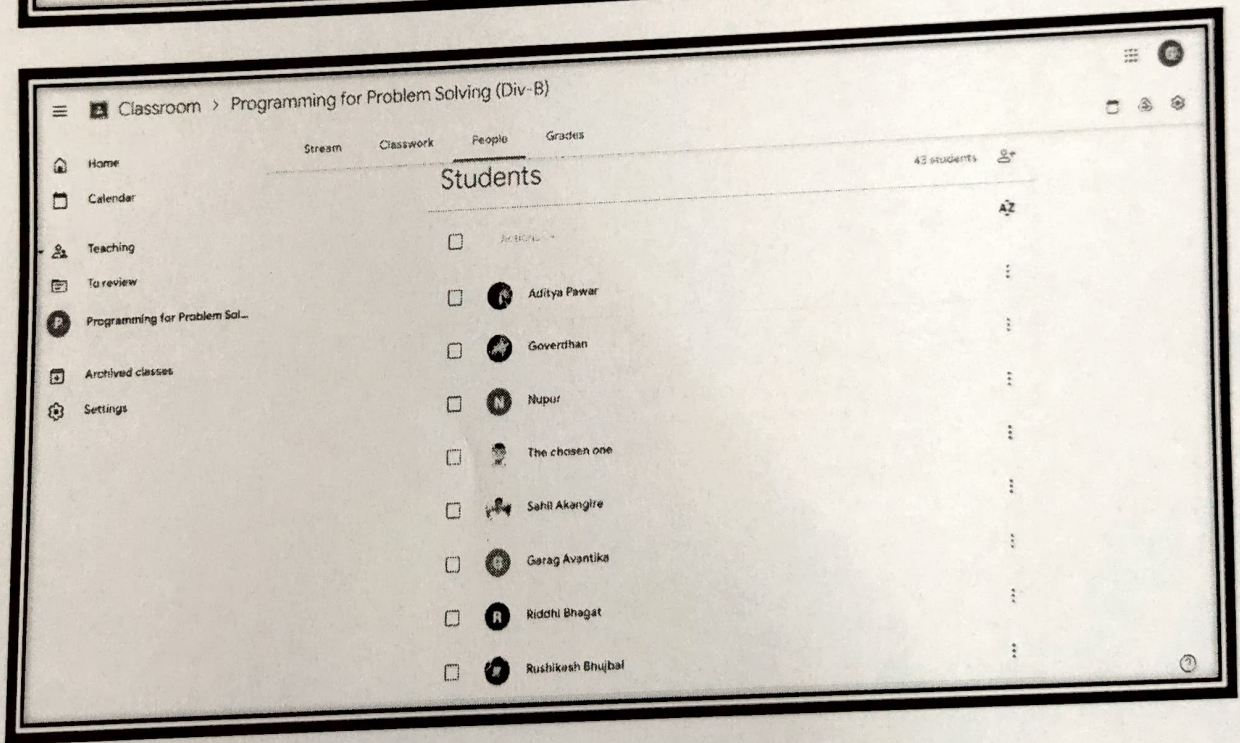 Classroom > Programming for Problem Solving (Div-B)
Stream Classwork People Grades
Home
Calendar
Teaching
To review
P Programming for Problem Sol...
Archived classes
Settings
Students 43 students
AZ
Actions
Aditya Pawar
Goverdhan
N Nupur
The chosen one
Sahil Akangire
G Garag Avantika
R Riddhi Bhagat
Rushikesh Bhujbal